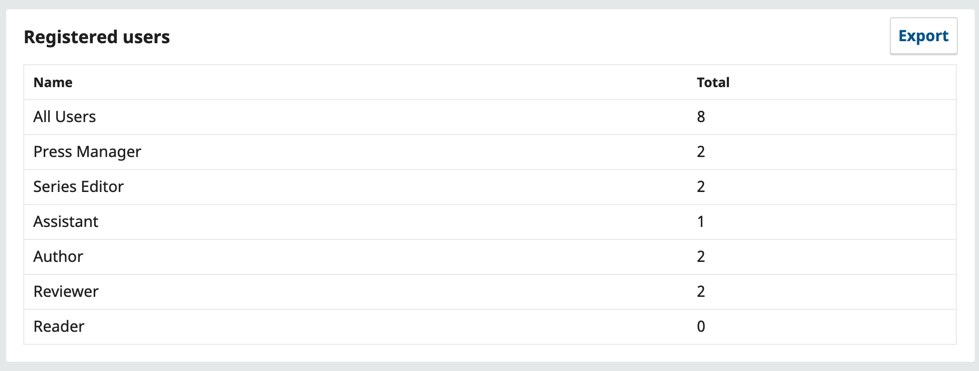 Registered users
Export
Name Total
All Users 8
Press Manager 2
Series Editor 2
Assistant 1
Author 2
Reviewer 2
Reader 0